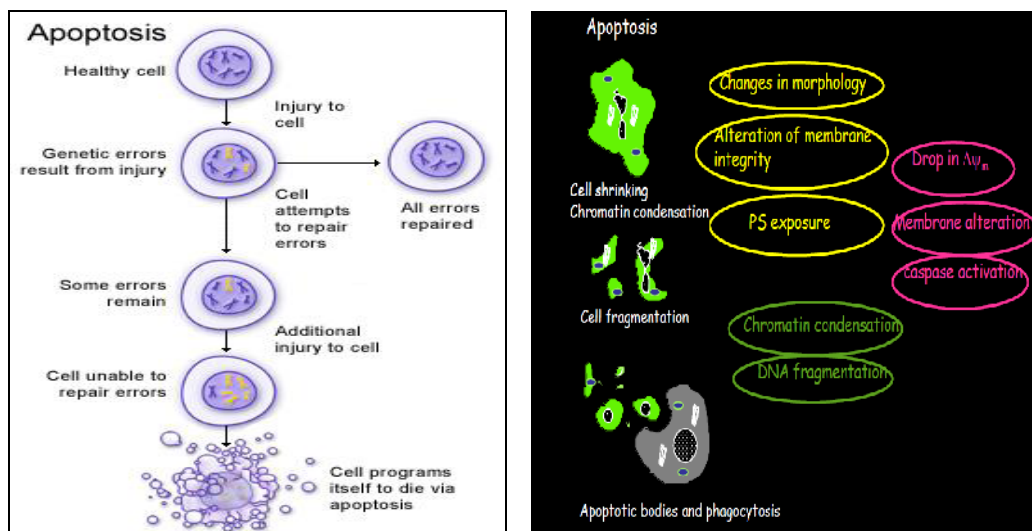 Apoptosis
Healthy cell
Injury to
cell
Genetic errors
result from injury
Cell
attempts
to repair
errors
All errors
repaired
Some errors
remain
Additional
injury to cell
Cell unable to
repair errors
Cell programs
itself to die via
apoptosis
Apoptosis
Changes in morphology
Alteration of membrane
integrity
Drop in Δψm
Cell shrinking
Chromatin condensation
PS exposure
Membrane alteration
caspase activation
Cell fragmentation
Chromatin condensation
DNA fragmentation
Apoptotic bodies and phagocytosis